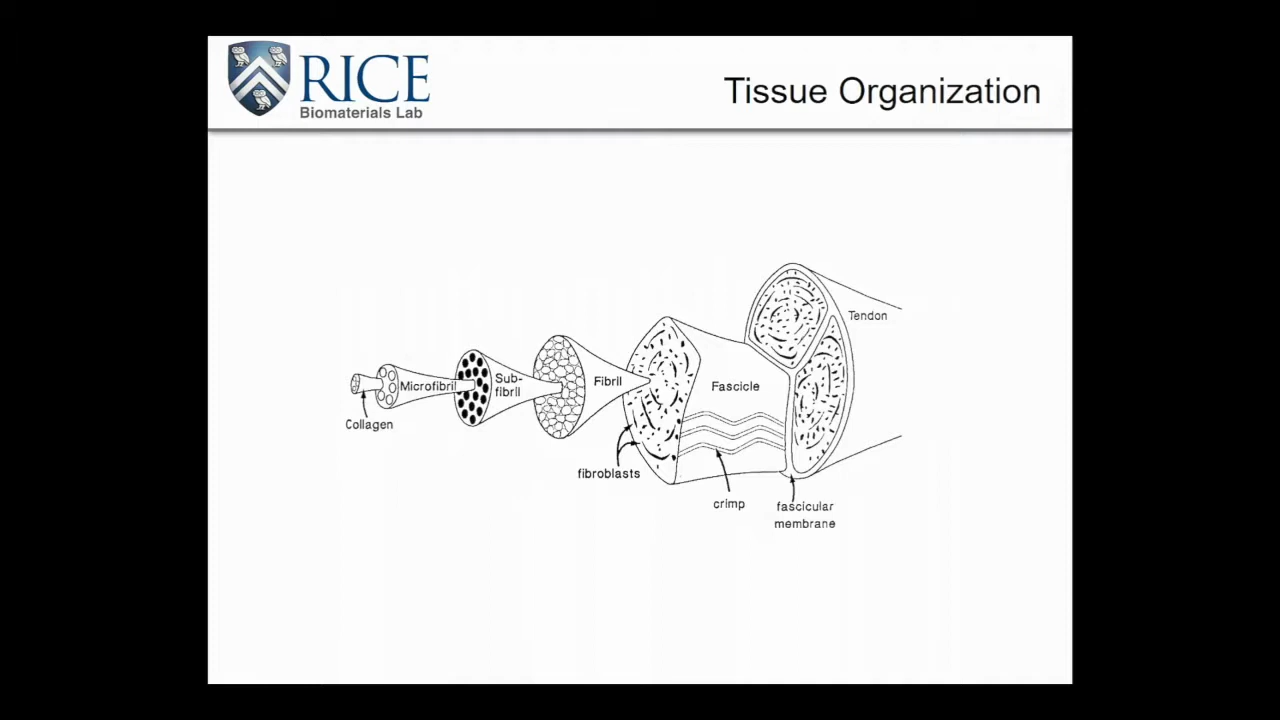 RICE
Biomaterials Lab
Tissue Organization
Tendon
Microfibril
Sub-
fibril
Fibril
Fascicle
Collagen
fibroblasts
crimp
fascicular
membrane